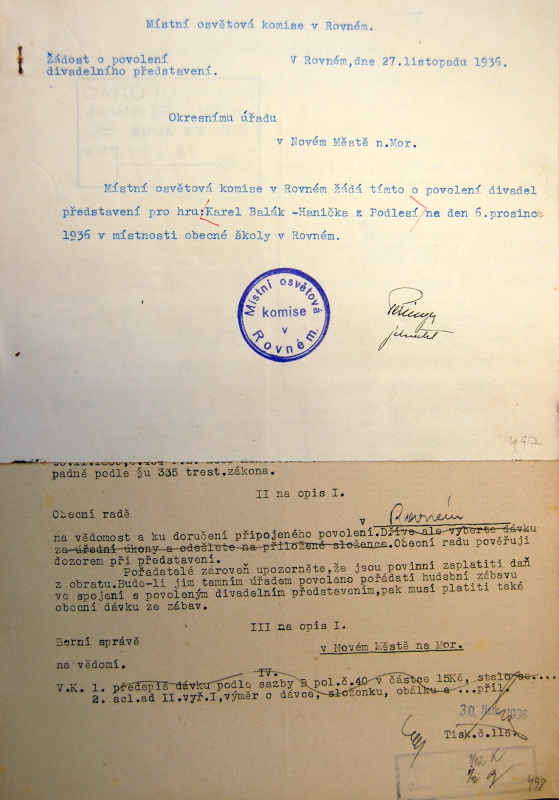 Místní osvětová komise v Rovném.
Žádost o povolení
divadelního představení.
V Rovném,dne 27.listopadu 1936.
Okresnímu úřadu
v Novém Městě n.Mor.
Místní osvětová komise v Rovném žádá tímto o povolení divadel
představení pro hru:Karel Balák -Hanička z Podlesí na den 6.prosince
1936 v místnosti obecné školy v Rovném.
Místní osvětová
komise
v
Rovném.
497
padně podle §u 335 trest.zákona.
II na opis I.
Obecní radě
v Rovném
na vědomost a ku doručení připojeného povolení.Dříve ale vyberte dávku
za úřední úkony a odešlete na přiložené složence.Obecní radu pověřuji
dozorem při představení.
Pořadatelé zároveň upozorněte,že jsou povinni zaplatiti daň
z obratu.Bude-li jim tamním úřadem povoleno pořádati hudební zábavu
ve spojení s povoleným divadelním představením,pak musí platiti také
obecní dávku ze zábav.
III na opis I.
Berní správě
v Novém Městě na Mor.
na vědomí.
IV.
V.K. 1. předepiš dávku podle sazby B pol.č.40 v částce 15Kč, stalo se....
2. acl.ad II.vyř.I,výměr o dávce, složenku, obálku a ...příl.
30 1936
Tisk.č.116.
498